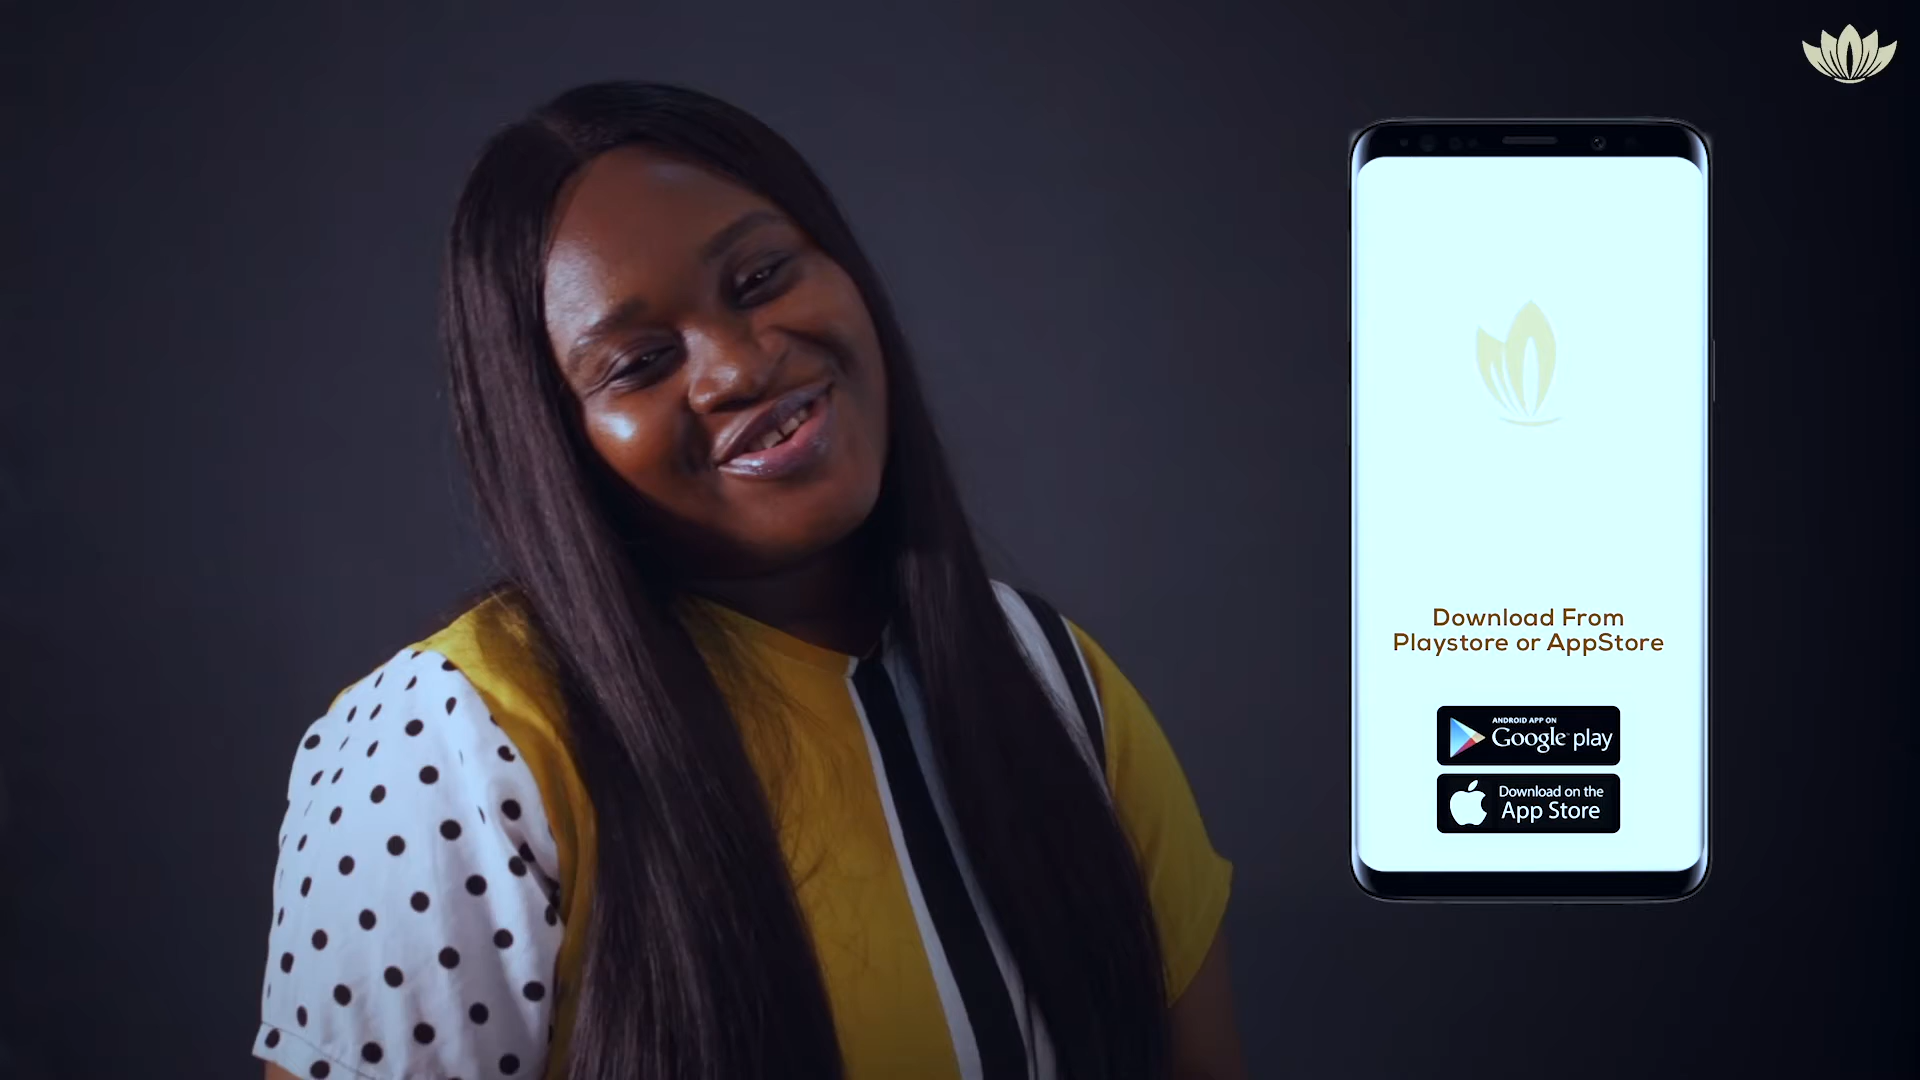 Download From
Playstore or AppStore
ANDROID APP ON
Google play
Download on the
App Store